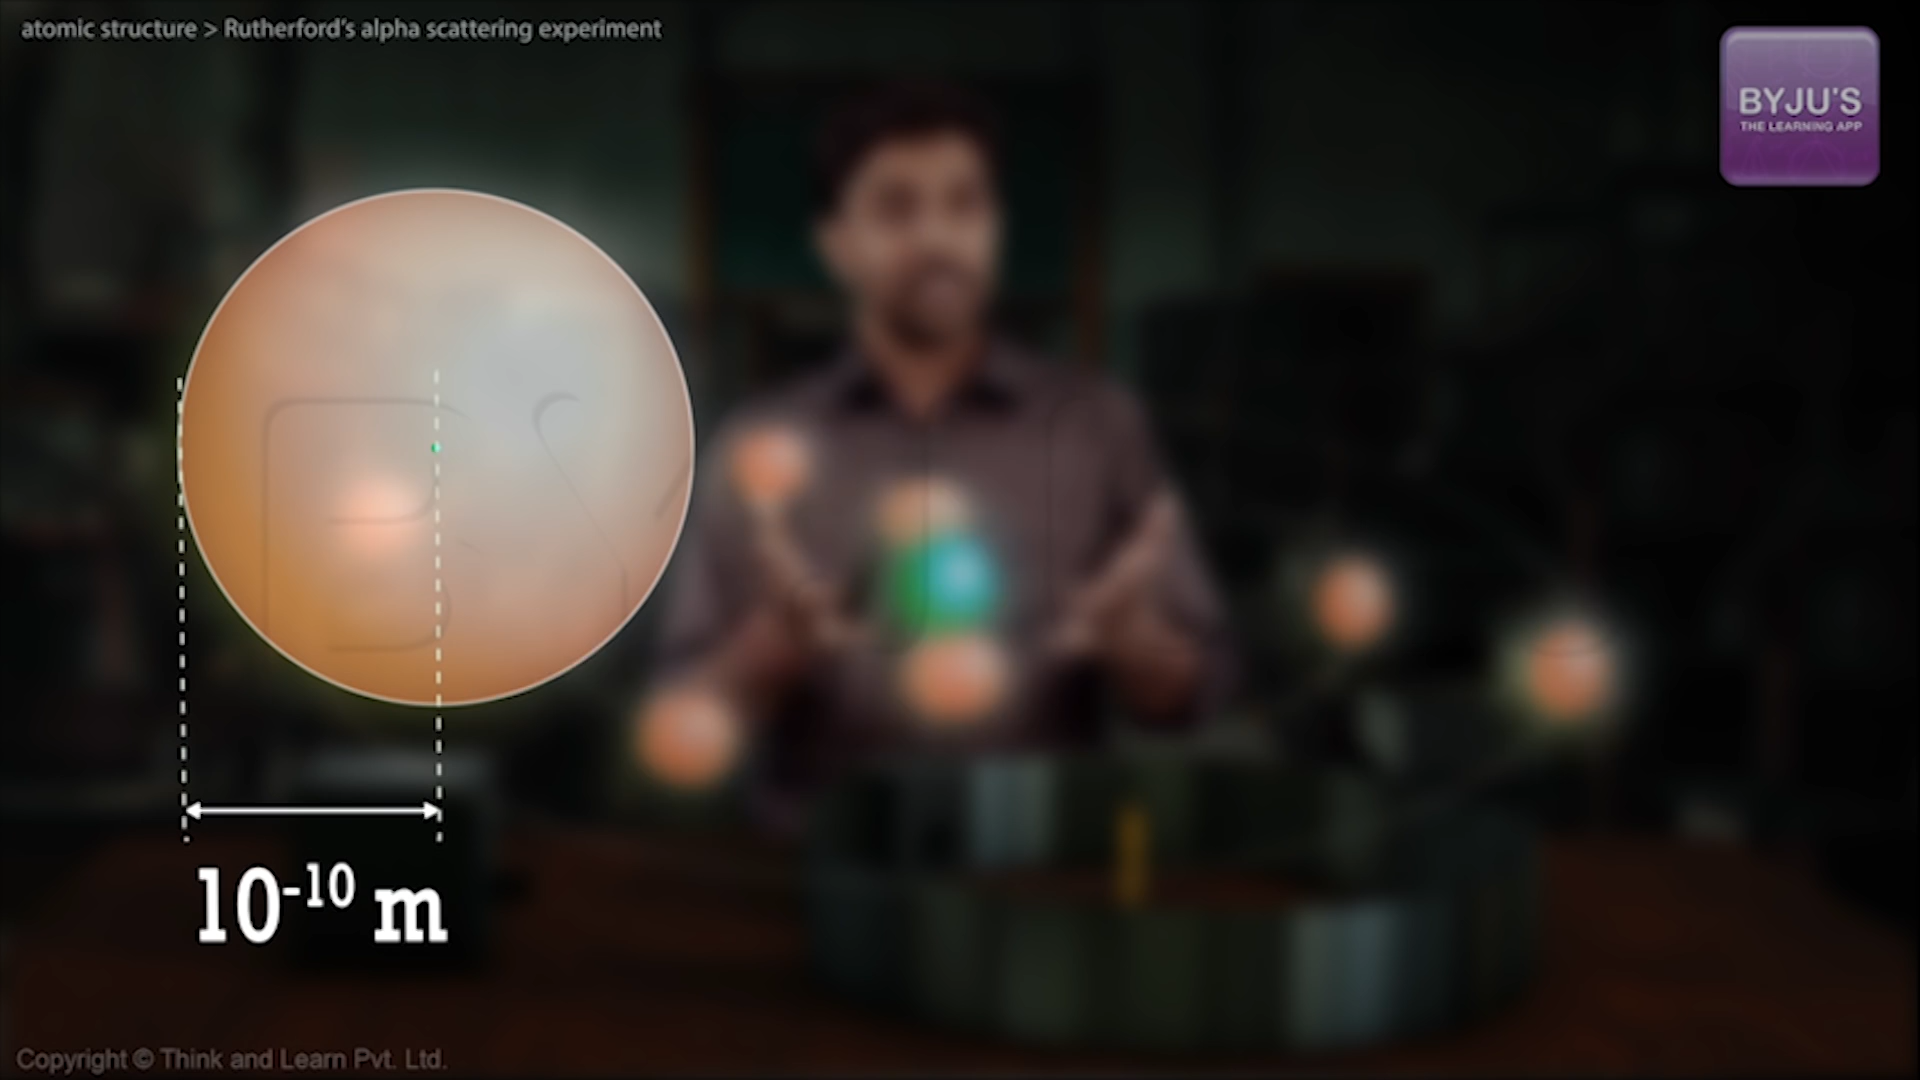 atomic structure > Rutherford's alpha scattering experiment
BYJU'S
THE LEARNING APP
10⁻¹⁰ m
Copyright © Think and Learn Pvt. Ltd.